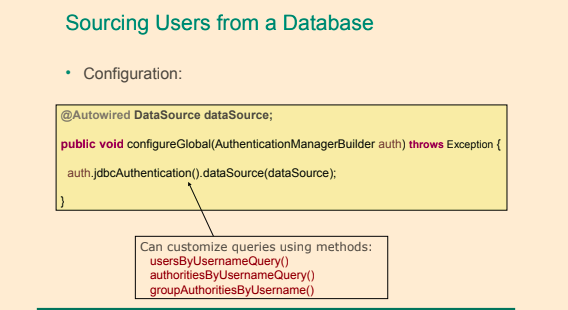 Sourcing Users from a Database
• Configuration:
@Autowired DataSource dataSource;
public void configureGlobal(AuthenticationManagerBuilder auth) throws Exception {
auth.jdbcAuthentication().dataSource(dataSource);
}
Can customize queries using methods:
usersByUsernameQuery()
authoritiesByUsernameQuery()
groupAuthoritiesByUsername()